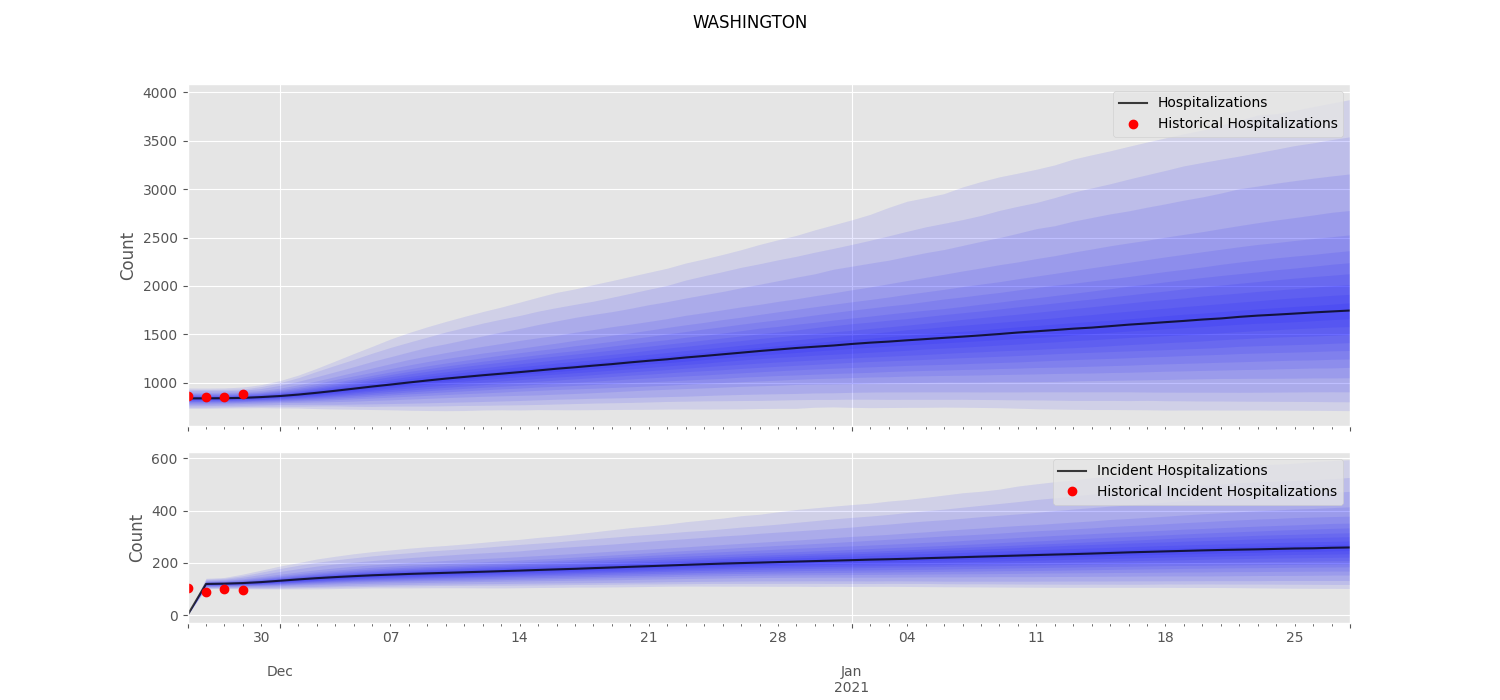 WASHINGTON
4000
3500
3000
2500
2000
1500
1000
Count
Hospitalizations
Historical Hospitalizations
600
400
200
0
Count
Incident Hospitalizations
Historical Incident Hospitalizations
30 07 14 21 28 04 11 18 25
Dec Jan
2021